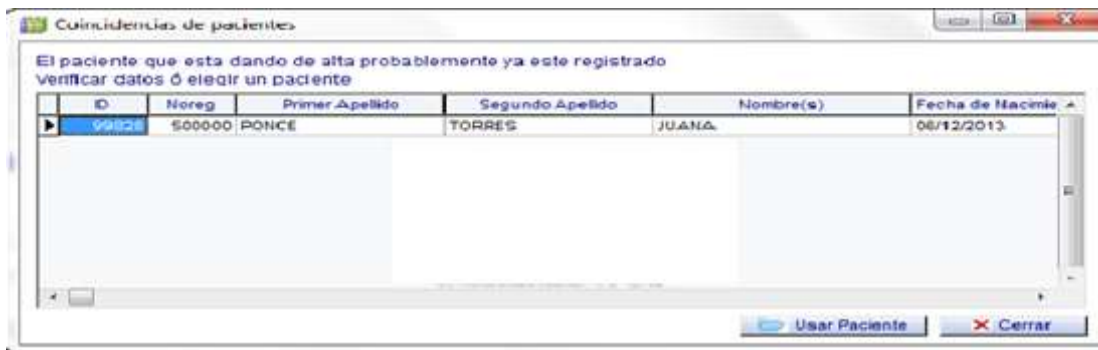 Coincidencias de pacientes
El paciente que esta dando de alta probablemente ya este registrado
Verificar datos ó elegir un paciente
ID Noreg Primer Apellido Segundo Apellido Nombre(s) Fecha de Nacimie
99828 500000 PONCE TORRES JUANA 06/12/2013
Usar Paciente Cerrar